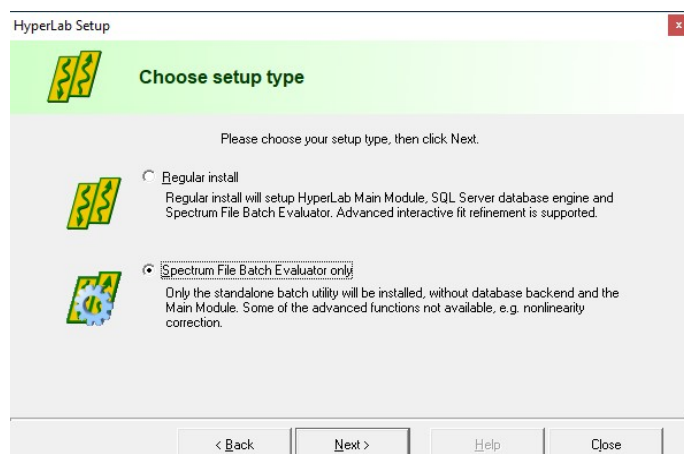 HyperLab Setup
x
Choose setup type
Please choose your setup type, then click Next.
Regular install
Regular install will setup HyperLab Main Module, SQL Server database engine and
Spectrum File Batch Evaluator. Advanced interactive fit refinement is supported.
Spectrum File Batch Evaluator only
Only the standalone batch utility will be installed, without database backend and the
Main Module. Some of the advanced functions not available, e.g. nonlinearity
correction.
< Back Next > Help Close